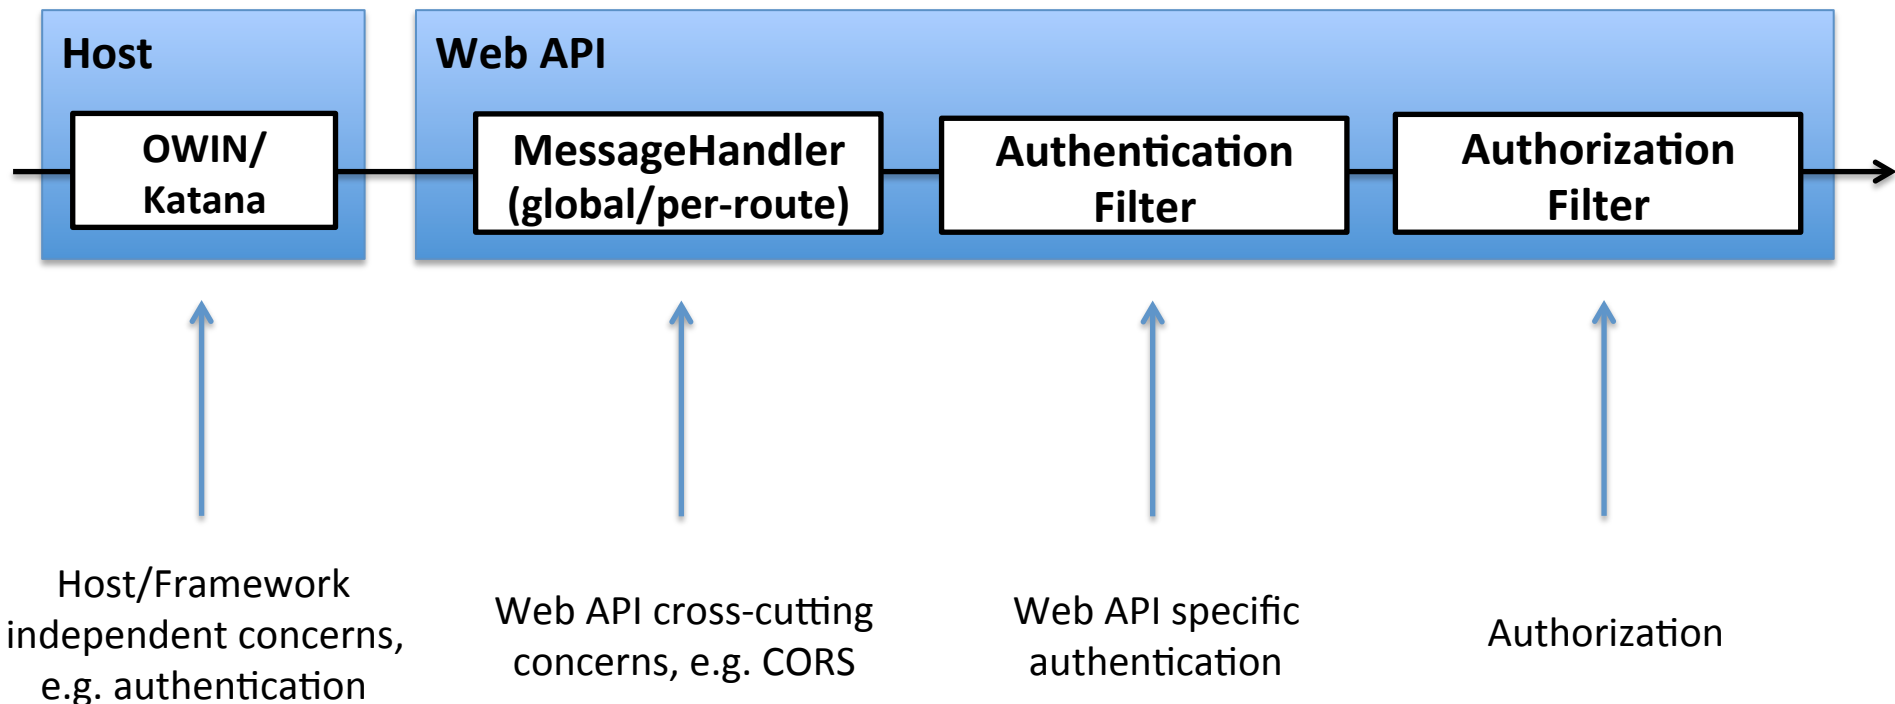 Host
OWIN/
Katana
Web API
MessageHandler
(global/per-route)
Authentication
Filter
Authorization
Filter
Host/Framework
independent concerns,
e.g. authentication
Web API cross-cutting
concerns, e.g. CORS
Web API specific
authentication
Authorization